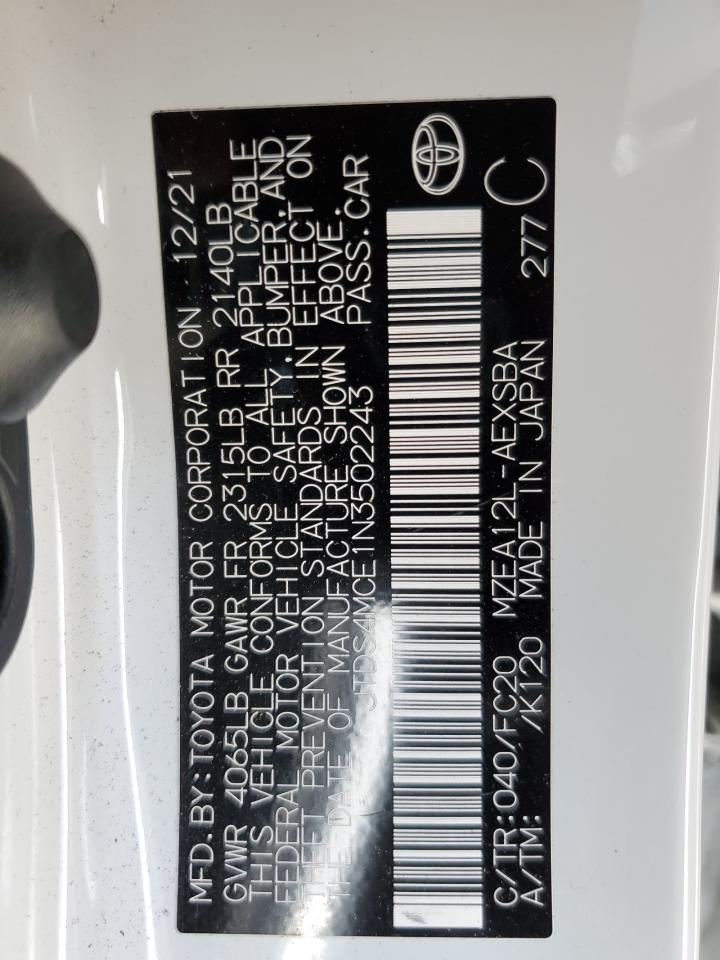 MFD. BY: TOYOTA MOTOR CORPORATION 12/21
GVWR 4065LB GAWR FR 2315LB RR 2140LB
THIS VEHICLE CONFORMS TO ALL APPLICABLE
FEDERAL MOTOR VEHICLE SAFETY, BUMPER, AND
THEFT PREVENTION STANDARDS IN EFFECT ON
THE DATE OF MANUFACTURE SHOWN ABOVE.
JTDS4MCE1N3502243 PASS.CAR
C/TR:040/FC20 MZEA12L-AEXSBA
A/TM: /K120 MADE IN JAPAN 277 C